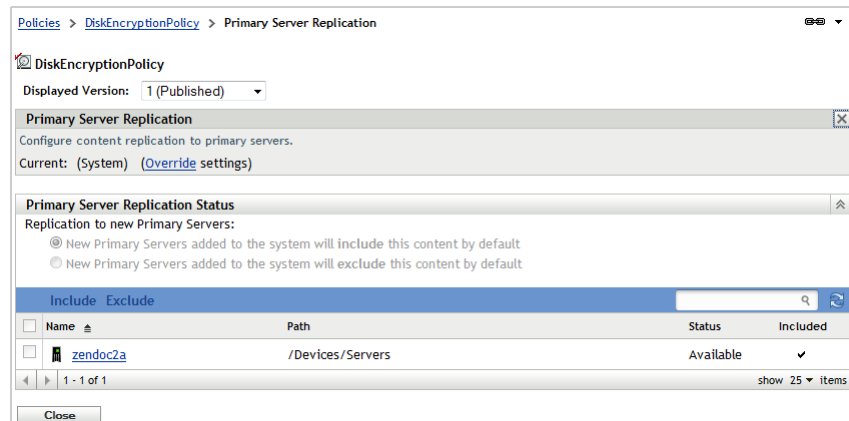 Policies > DiskEncryptionPolicy > Primary Server Replication
DiskEncryptionPolicy
Displayed Version: 1 (Published)
Primary Server Replication
Configure content replication to primary servers.
Current: (System) (Override settings)
Primary Server Replication Status
Replication to new Primary Servers:
New Primary Servers added to the system will include this content by default
New Primary Servers added to the system will exclude this content by default
Include Exclude
Name Path Status Included
zendoc2a /Devices/Servers Available
1 - 1 of 1 show 25 items
Close